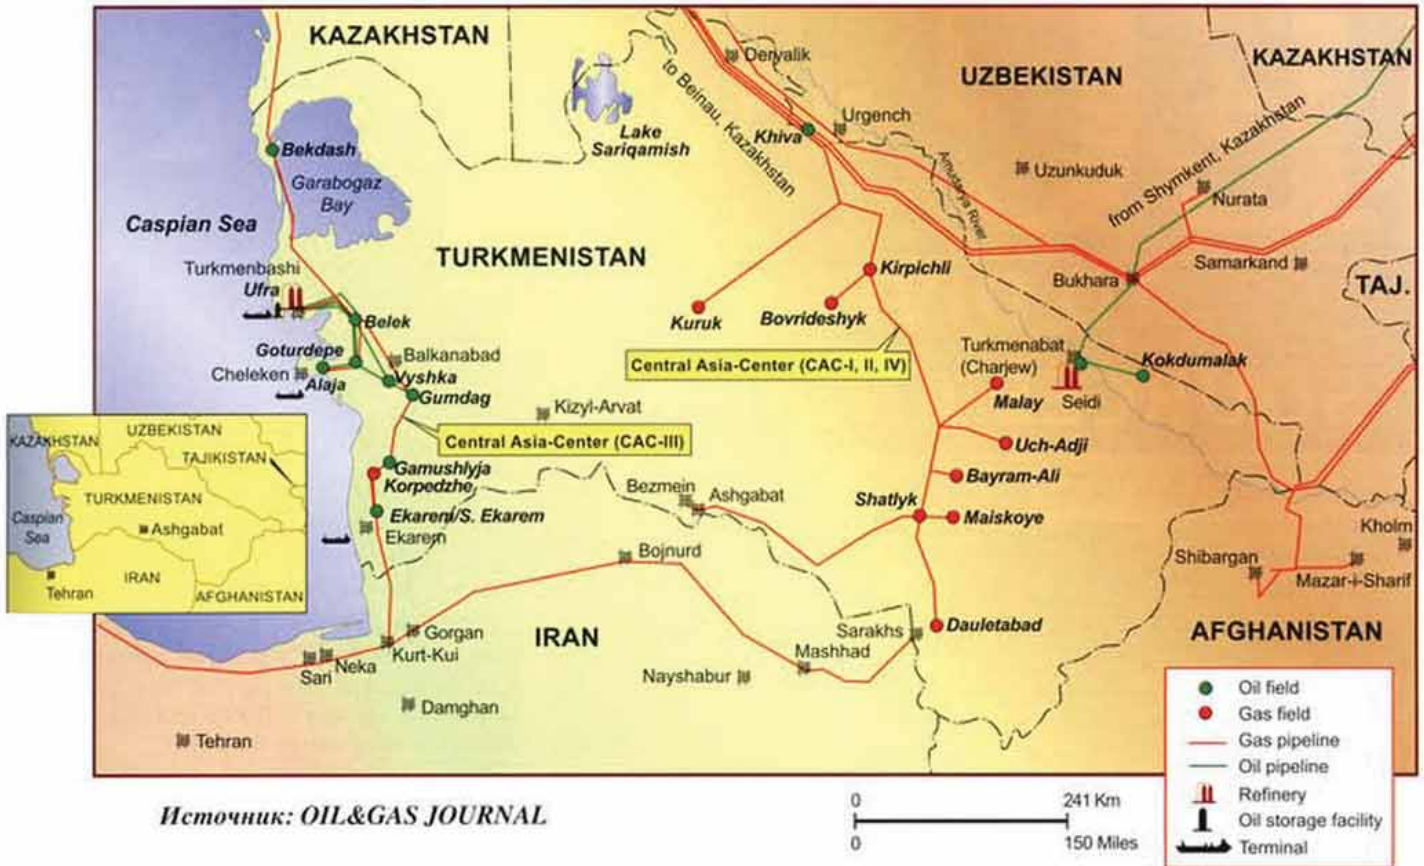 KAZAKHSTAN
KAZAKHSTAN
UZBEKISTAN
Deryalik
to Beinau, Kazakhstan
Urgench
Khiva
Lake
Sariqamish
Bekdash
Garabogaz
Bay
Caspian Sea
Amudarya River
Uzunkuduk
from Shymkent, Kazakhstan
Nurata
TURKMENISTAN
Turkmenbashi
Ufra
Kirpichli
Bukhara
Samarkand
TAJ.
Belek
Kuruk
Bovrideshyk
Goturdepe
Balkanabad
Cheleken
Alaja
Vyshka
Gumdag
Central Asia-Center (CAC-I, II, IV)
Turkmenabat
(Charjew)
Kokdumalak
Malay
Seidi
Kizyl-Arvat
Central Asia-Center (CAC-III)
Uch-Adji
Gamushlyja
Korpedzhe
Bayram-Ali
Bezmein
Ashgabat
Shatlyk
Maiskoye
Ekarem/S. Ekarem
Ekarem
Kholm
Bojnurd
Shibargan
Mazar-i-Sharif
Gorgan
IRAN
Sarakhs
Dauletabad
AFGHANISTAN
Kurt-Kui
Neka
Sari
Mashhad
Nayshabur
Damghan
Tehran
KAZAKHSTAN
UZBEKISTAN
TAJIKISTAN
TURKMENISTAN
Caspian
Sea
Ashgabat
IRAN
Tehran
AFGHANISTAN
Oil field
Gas field
Gas pipeline
Oil pipeline
Refinery
Oil storage facility
Terminal
Источник: OIL&GAS JOURNAL
0
241 Km
0
150 Miles